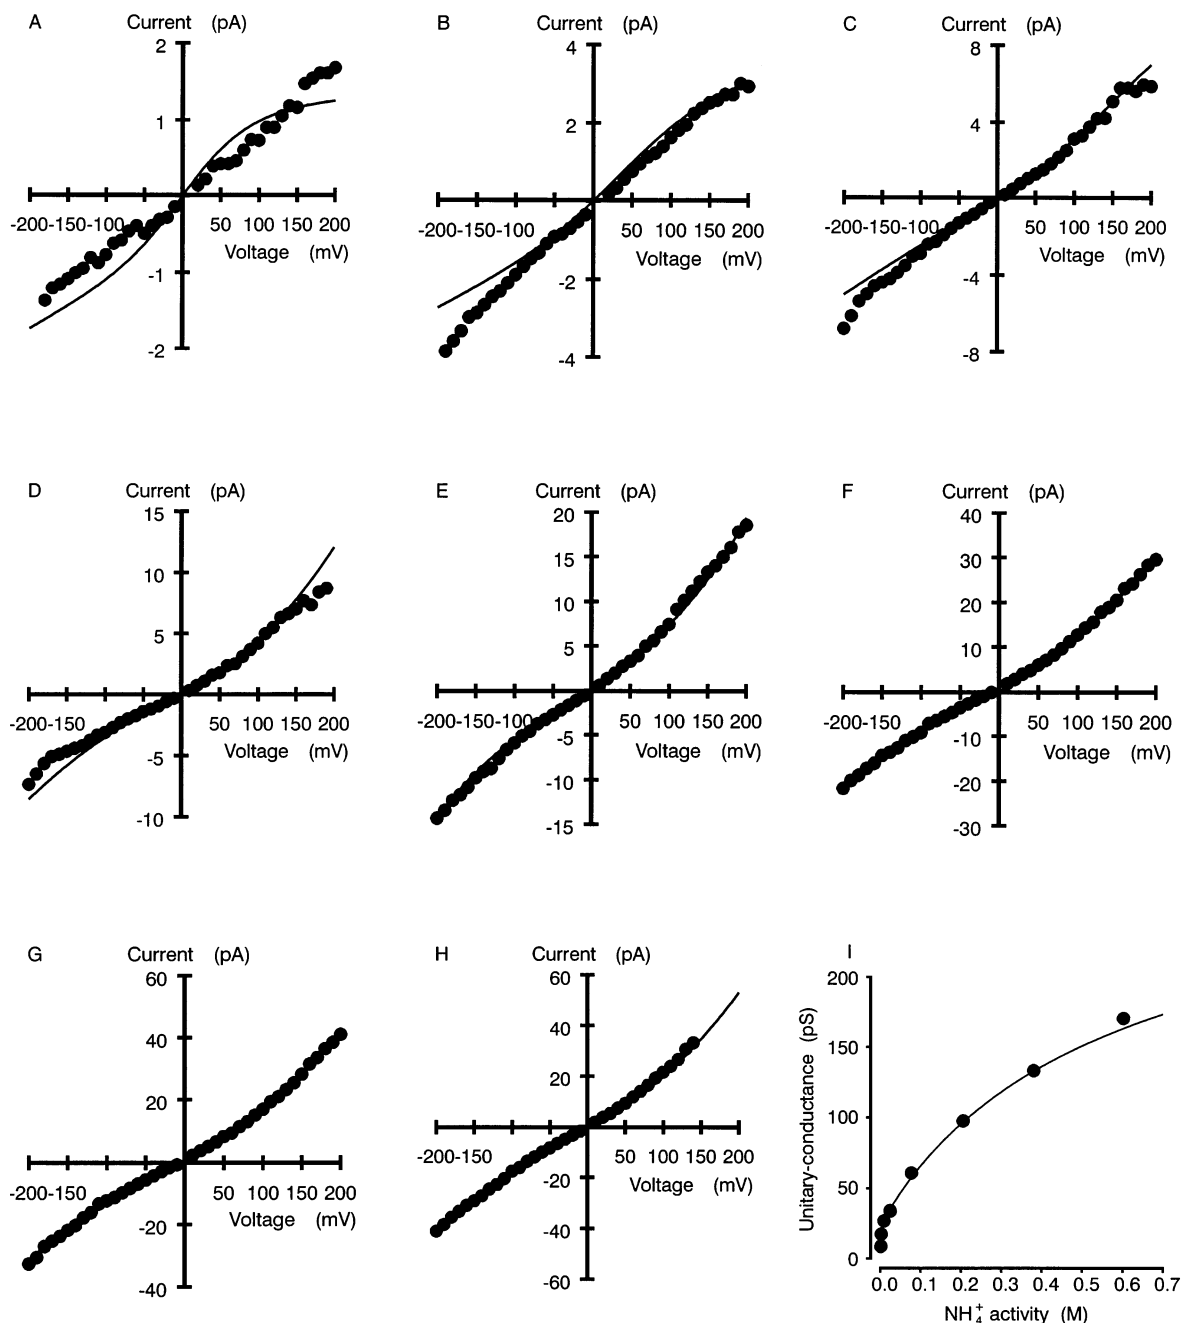 A Current (pA)
2
1
-200-150-100 50 100 150 200
Voltage (mV)
-1
-2
B Current (pA)
4
2
-200-150-100 50 100 150 200
Voltage (mV)
-2
-4
C Current (pA)
8
4
-200-150-100 50 100 150 200
Voltage (mV)
-4
-8
D Current (pA)
15
10
5
-200-150 50 100 150 200
Voltage (mV)
-5
-10
E Current (pA)
20
15
10
5
-200-150-100 50 100 150 200
-5
Voltage (mV)
-10
-15
F Current (pA)
40
30
20
10
-200-150 50 100 150 200
-10
Voltage (mV)
-20
-30
G Current (pA)
60
40
20
-200-150 50 100 150 200
Voltage (mV)
-20
-40
H Current (pA)
60
40
20
-200-150 50 100 150 200
-20
Voltage (mV)
-40
-60
I
Unitary-conductance (pS)
200
150
100
50
0
0.0 0.1 0.2 0.3 0.4 0.5 0.6 0.7
NH₄⁺ activity (M)